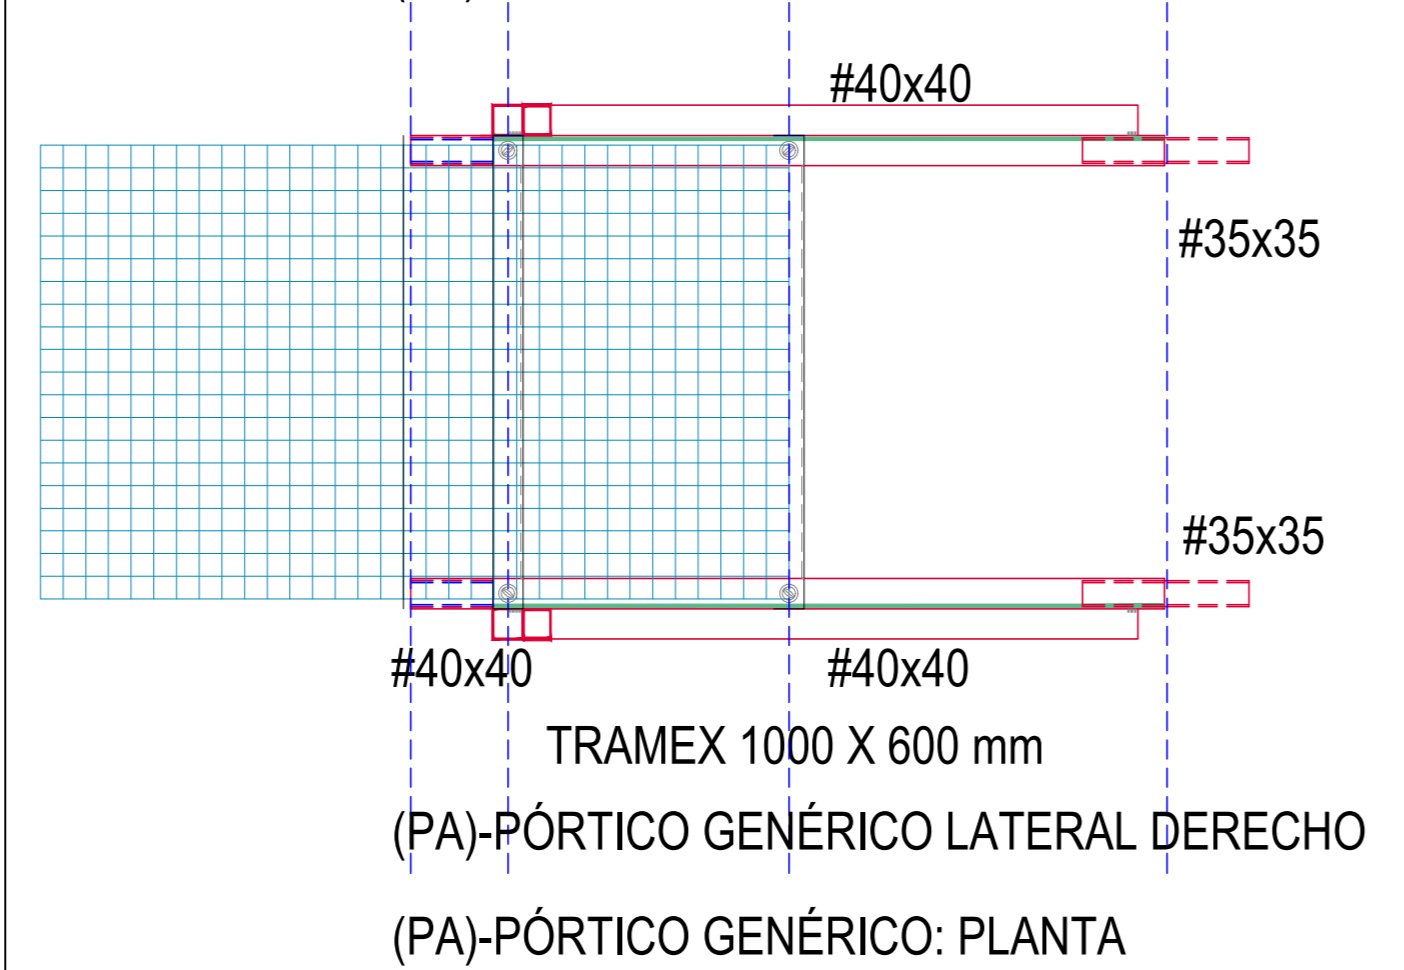 #40x40
#35x35
#35x35
#40x40
#40x40
TRAMEX 1000 X 600 mm
(PA)-PÓRTICO GENÉRICO LATERAL DERECHO
(PA)-PÓRTICO GENÉRICO: PLANTA